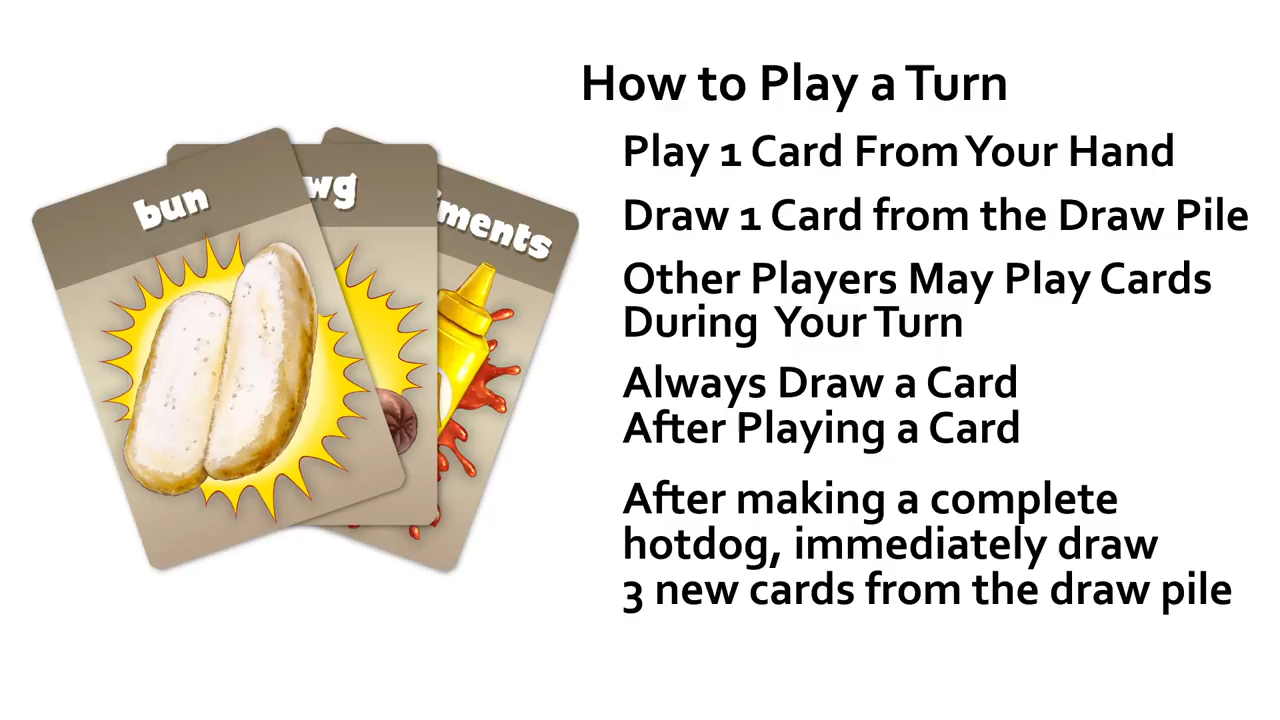 How to Play a Turn
Play 1 Card From Your Hand
Draw 1 Card from the Draw Pile
Other Players May Play Cards
During Your Turn
Always Draw a Card
After Playing a Card
After making a complete
hotdog, immediately draw
3 new cards from the draw pile
bun
wg
iments